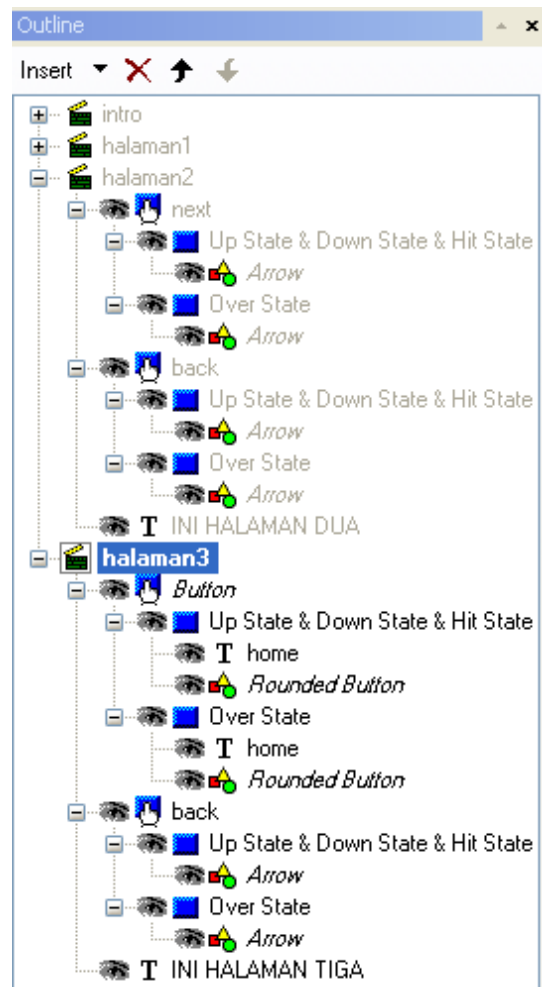 Outline
Insert
intro
halaman1
halaman2
next
Up State & Down State & Hit State
Arrow
Over State
Arrow
back
Up State & Down State & Hit State
Arrow
Over State
Arrow
T INI HALAMAN DUA
halaman3
Button
Up State & Down State & Hit State
T home
Rounded Button
Over State
T home
Rounded Button
back
Up State & Down State & Hit State
Arrow
Over State
Arrow
T INI HALAMAN TIGA